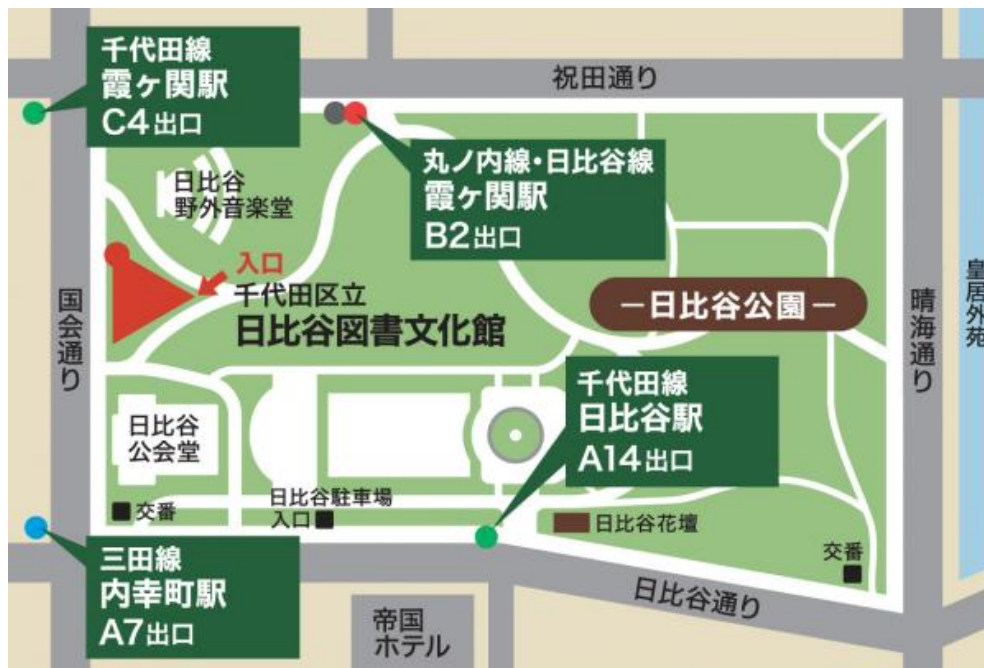 千代田線
霞ヶ関駅
C4出口
祝田通り
丸ノ内線・日比谷線
霞ヶ関駅
B2出口
日比谷
野外音楽堂
入口
千代田区立
日比谷図書文化館
－日比谷公園－
国会通り
晴海通り
皇居外苑
千代田線
日比谷駅
A14出口
日比谷
公会堂
交番
日比谷駐車場
入口
日比谷花壇
交番
三田線
内幸町駅
A7出口
日比谷通り
帝国
ホテル